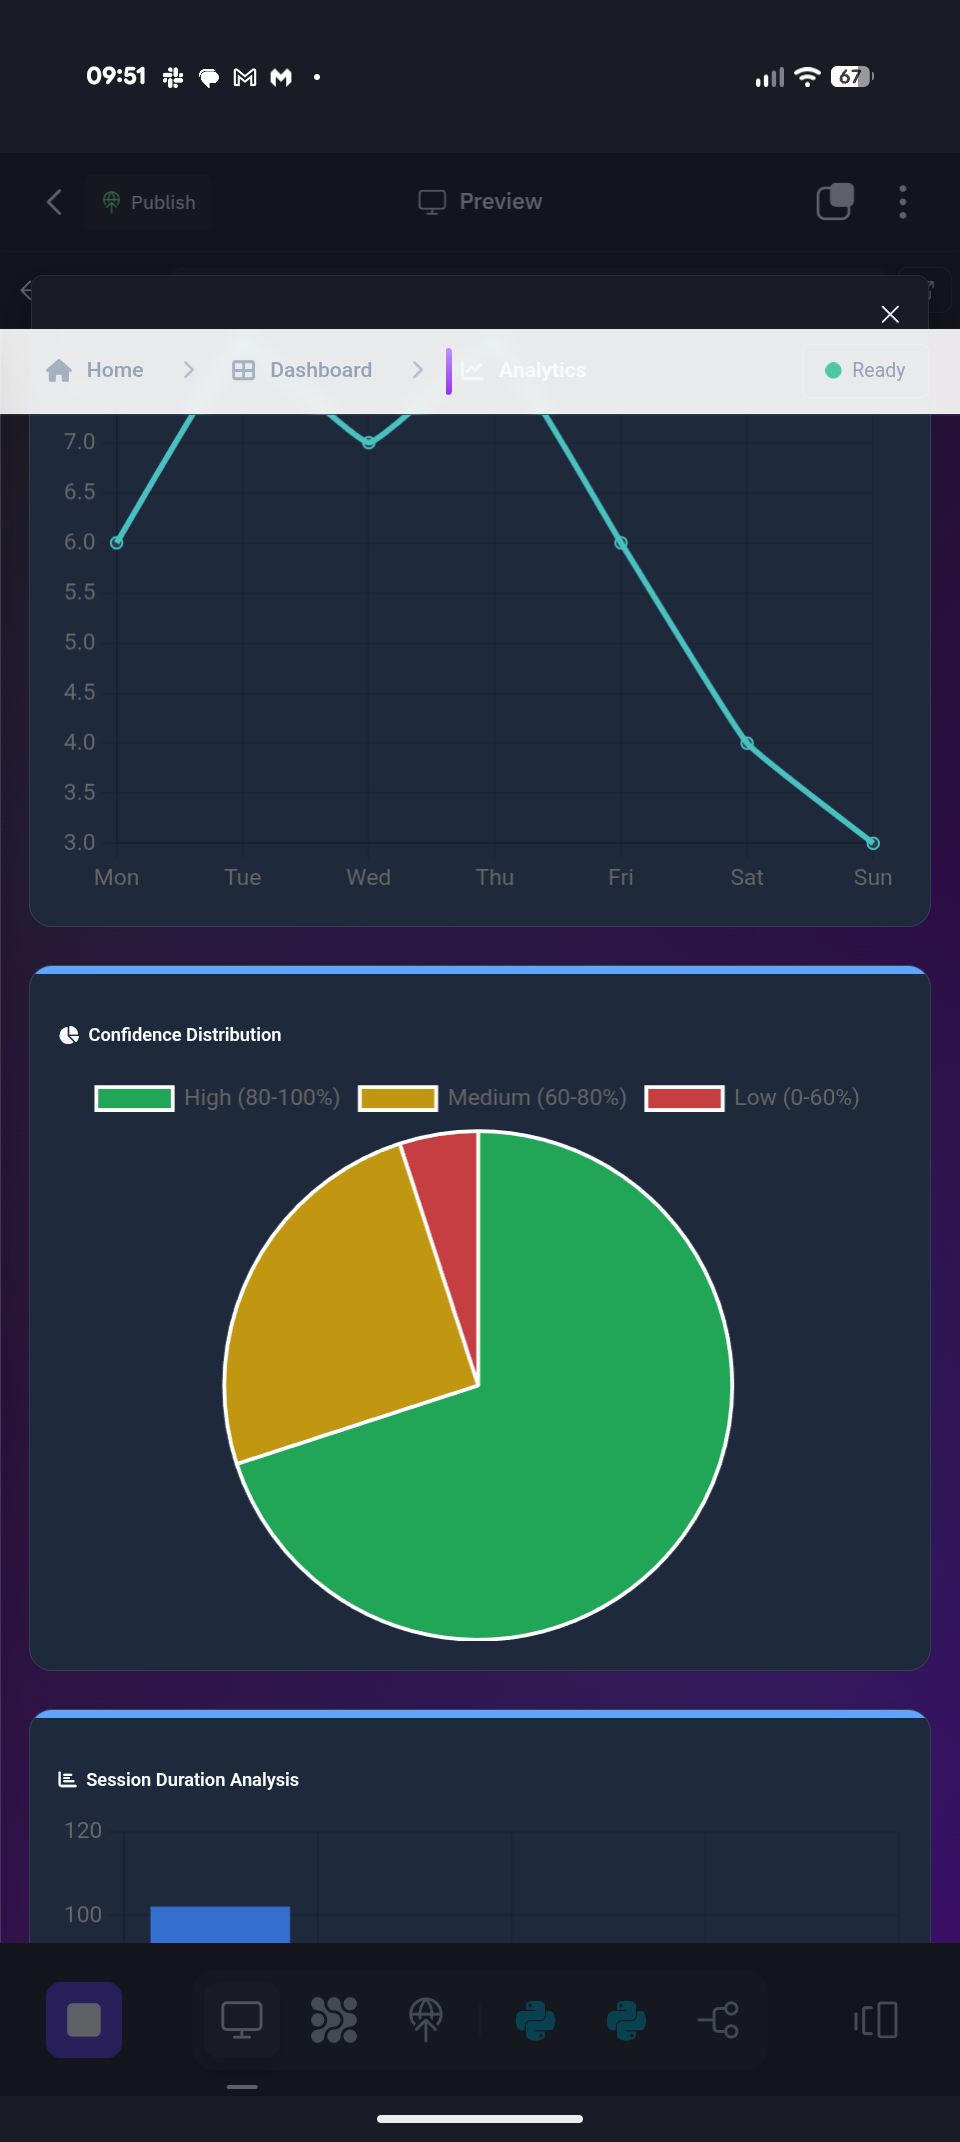 09:51
67
Publish
Preview
Home
Dashboard
Analytics
Ready
7.0
6.5
6.0
5.5
5.0
4.5
4.0
3.5
3.0
Mon Tue Wed Thu Fri Sat Sun
Confidence Distribution
High (80-100%) Medium (60-80%) Low (0-60%)
Session Duration Analysis
120
100